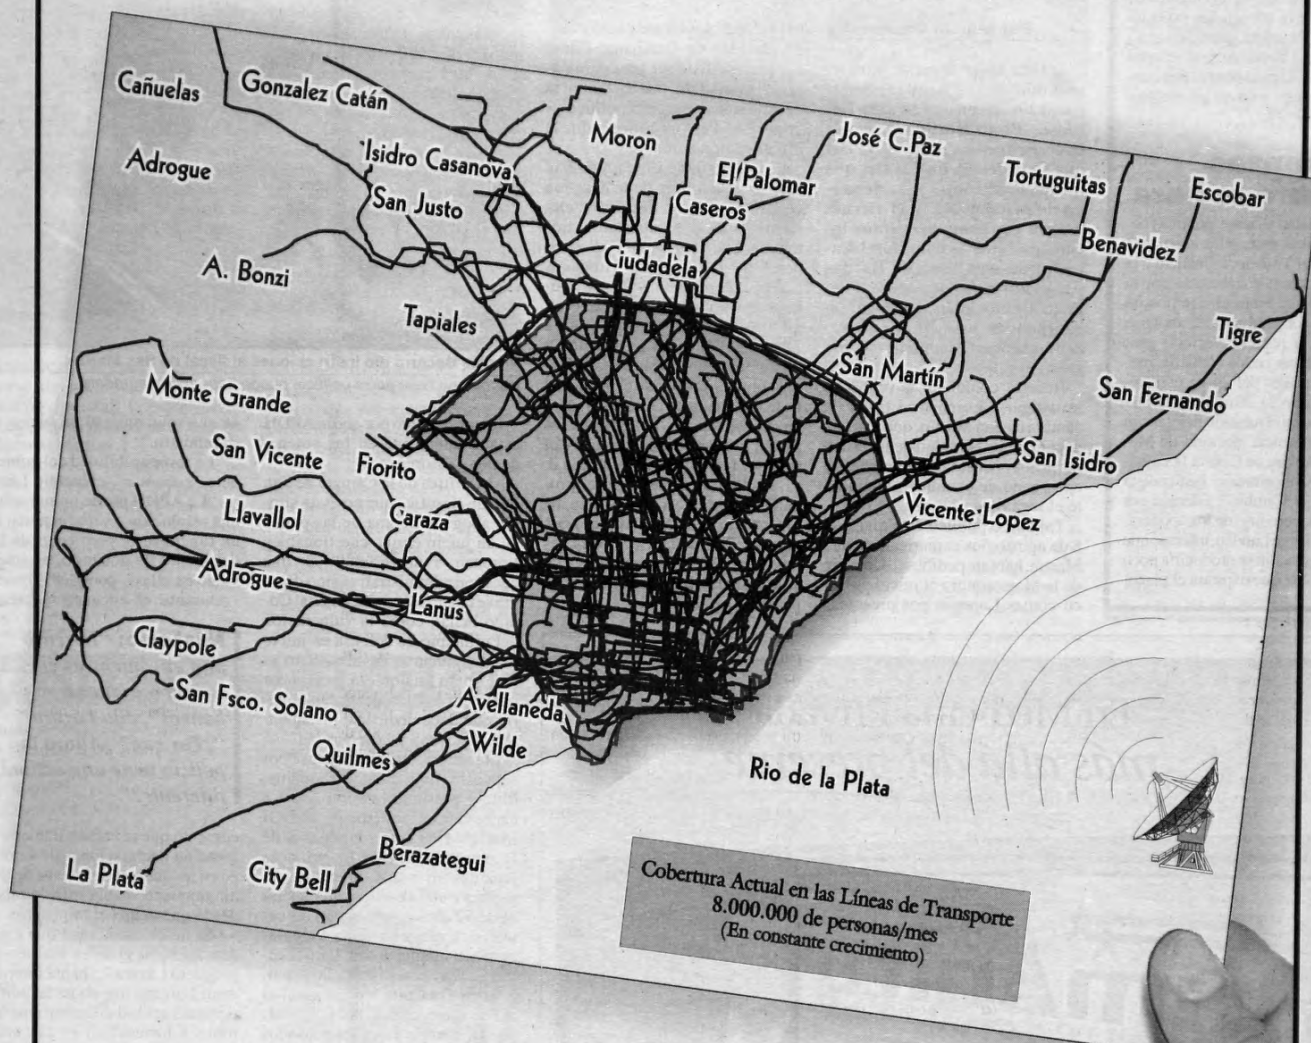 Cañuelas
Gonzalez Catán
Adrogue
Isidro Casanova
Moron
José C.Paz
El Palomar
Tortuguitas
Escobar
San Justo
Caseros
Benavidez
A. Bonzi
Ciudadela
Tapiales
Tigre
San Martín
Monte Grande
San Fernando
San Vicente
Fiorito
San Isidro
Llavallol
Caraza
Vicente Lopez
Adrogue
Lanus
Claypole
San Fsco. Solano
Avellaneda
Quilmes
Wilde
Rio de la Plata
La Plata
City Bell
Berazategui
Cobertura Actual en las Líneas de Transporte
8.000.000 de personas/mes
(En constante crecimiento)